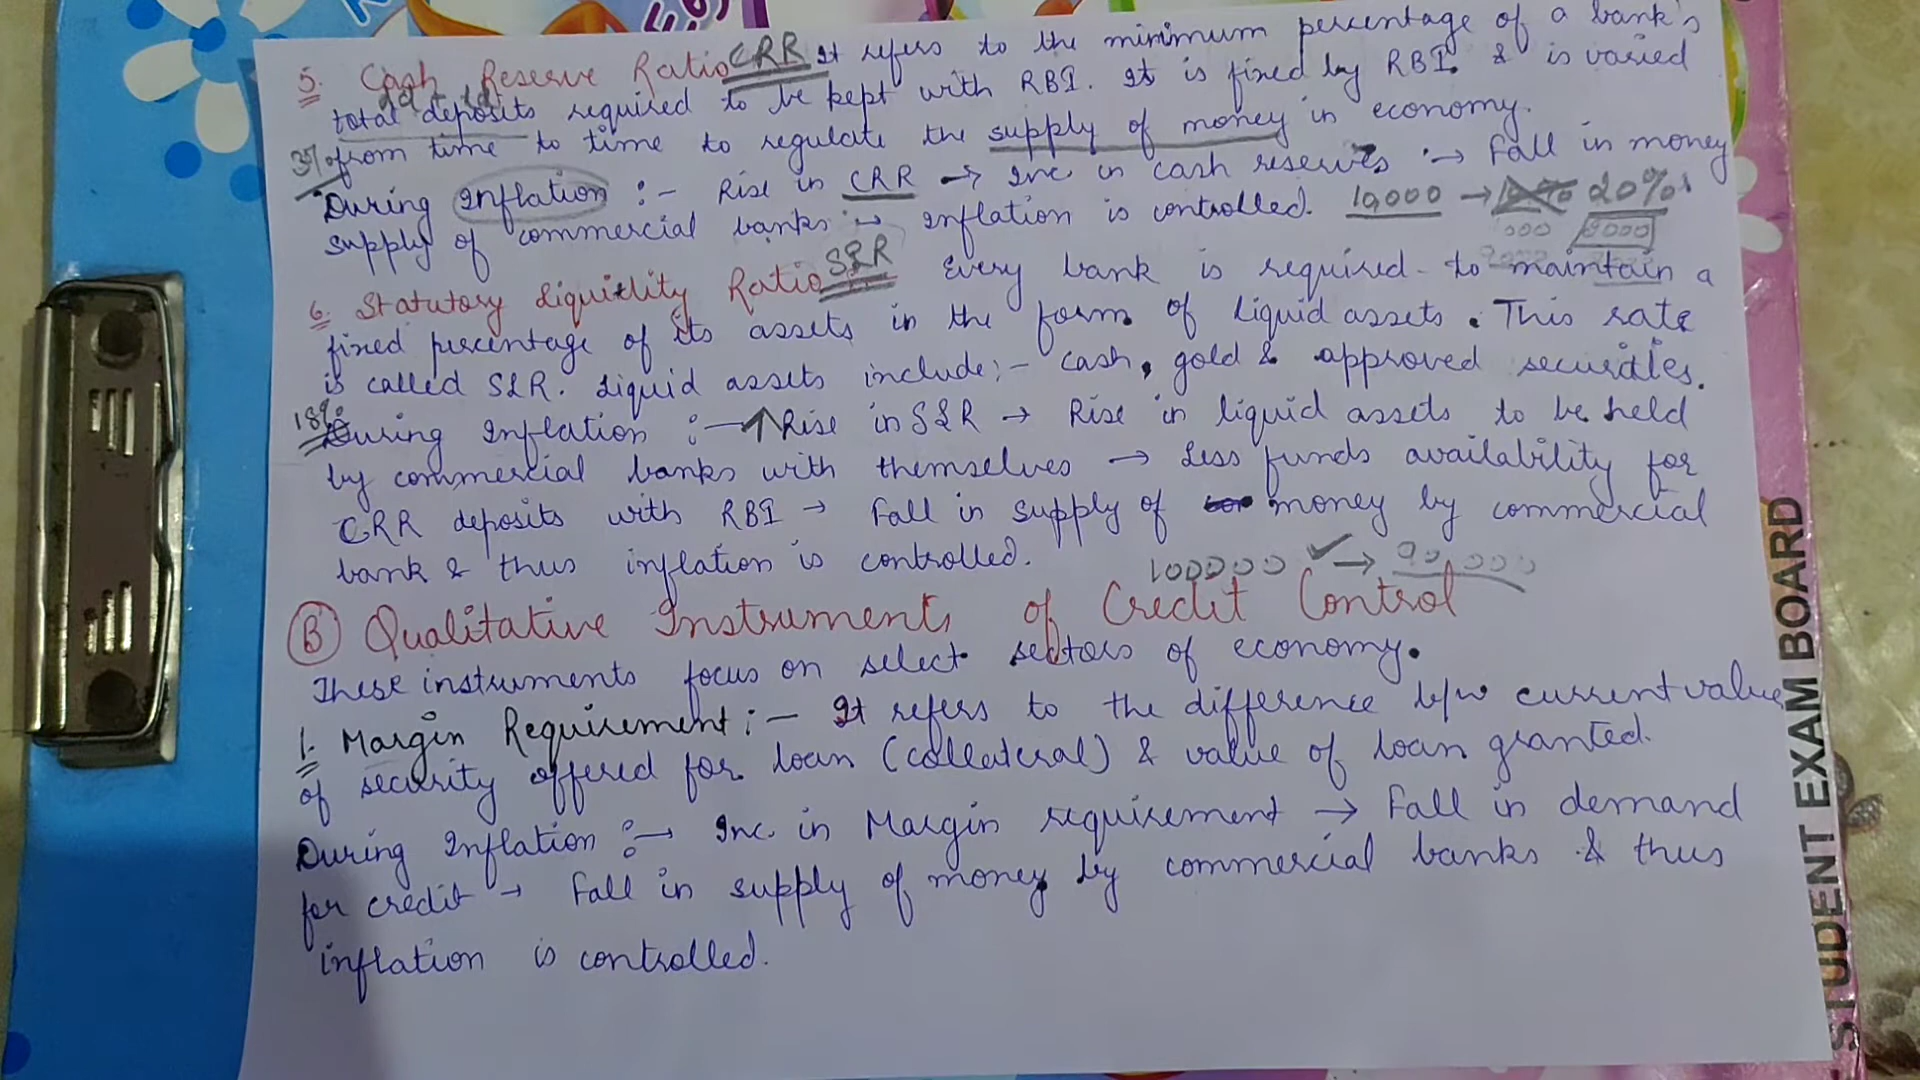 5. Cash Reserve Ratio CRR It refers to the minimum percentage of a bank's
total deposits required to be kept with RBI. It is fixed by RBI. & is varied
3% from time to time to regulate the supply of money in economy.
During Inflation :- Rise in CRR → Inc in cash reserves :→ Fall in money
supply of commercial banks :→ Inflation is controlled. 10,000 → 10% 20%
000 2000
6. Statutory Liquidity Ratio SLR Every bank is required to maintain a
fixed percentage of its assets in the form of liquid assets. This rate
is called SLR. Liquid assets include:- Cash, gold & approved securities.
18%
During Inflation :→ ↑ Rise in SLR → Rise in liquid assets to be held
by commercial banks with themselves → Less funds availability for
CRR deposits with RBI → Fall in supply of money by commercial
bank & thus inflation is controlled.
100000 ✓ → 90,000
B Qualitative Instruments of Credit Control
These instruments focus on select sectors of economy.
1. Margin Requirement :- It refers to the difference b/w current value
of security offered for loan (collateral) & value of loan granted.
During Inflation :→ Inc. in Margin requirement → Fall in demand
for credit → Fall in supply of money by commercial banks & thus
inflation is controlled.
STUDENT EXAM BOARD